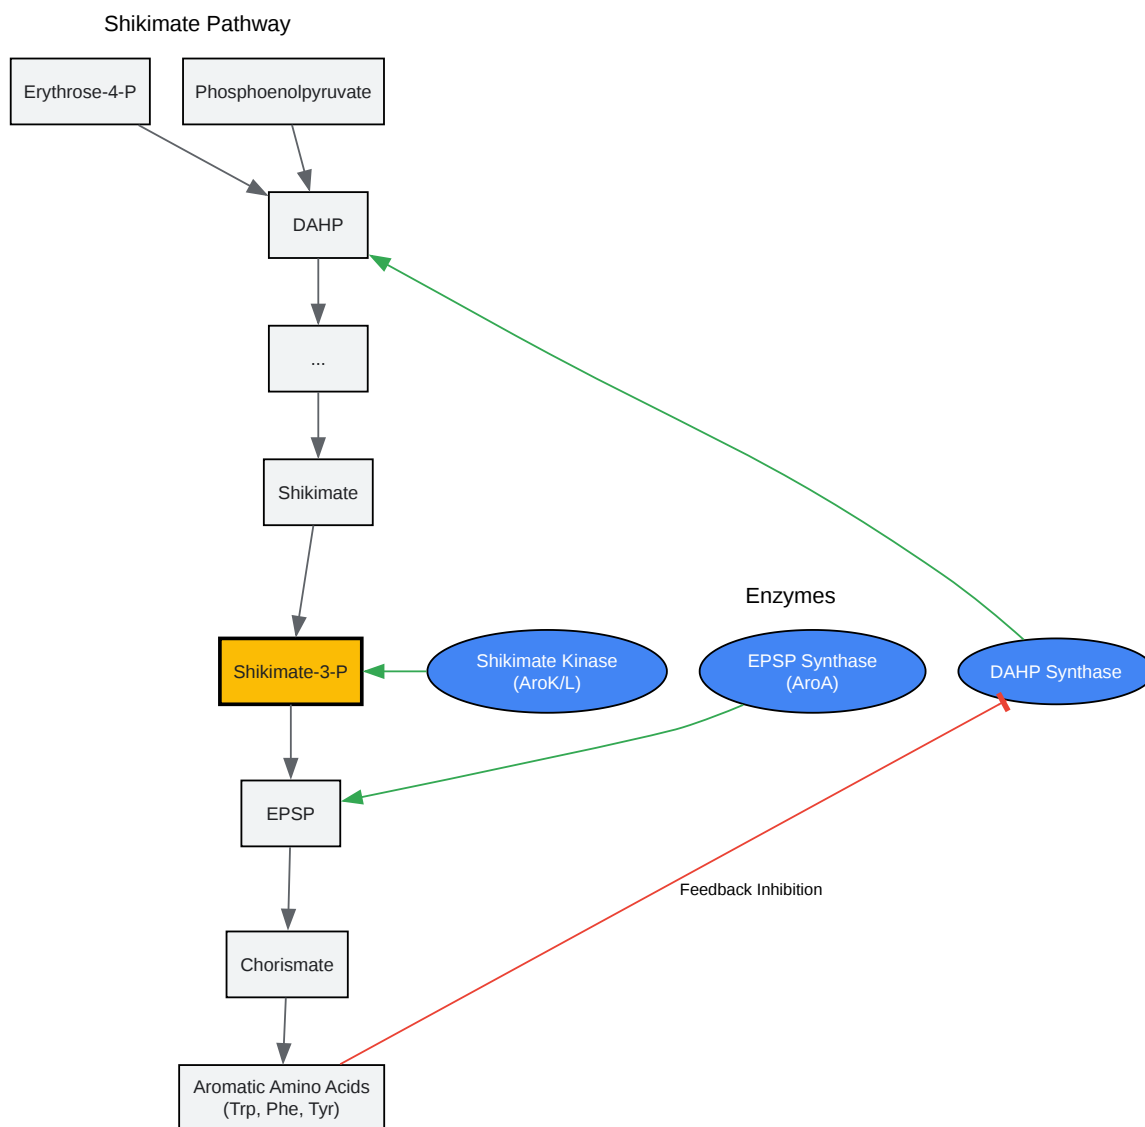 Shikimate Pathway
Erythrose-4-P
Phosphoenolpyruvate
DAHP
...
Shikimate
Enzymes
Shikimate-3-P
Shikimate Kinase
(AroK/L)
EPSP Synthase
(AroA)
DAHP Synthase
EPSP
Feedback Inhibition
Chorismate
Aromatic Amino Acids
(Trp, Phe, Tyr)